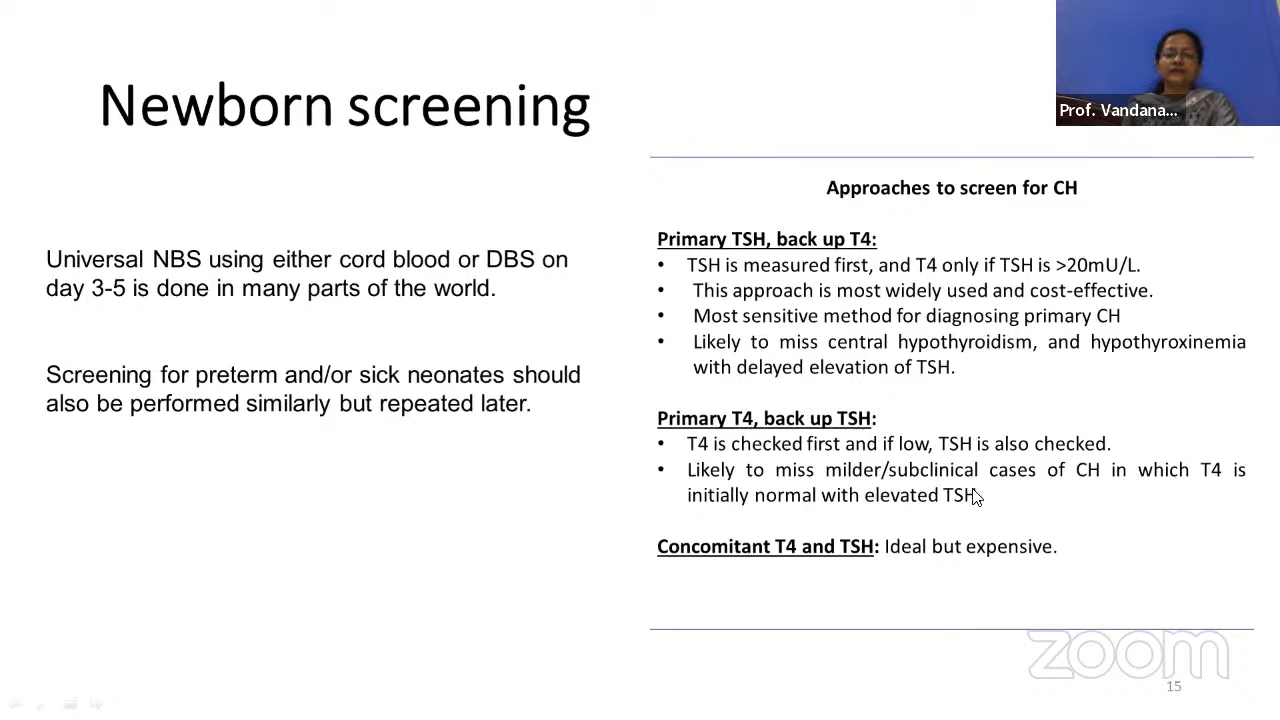 Newborn screening
Prof. Vandana...
Universal NBS using either cord blood or DBS on
day 3-5 is done in many parts of the world.
Screening for preterm and/or sick neonates should
also be performed similarly but repeated later.
Approaches to screen for CH
Primary TSH, back up T4:
• TSH is measured first, and T4 only if TSH is >20mU/L.
• This approach is most widely used and cost-effective.
• Most sensitive method for diagnosing primary CH
• Likely to miss central hypothyroidism, and hypothyroxinemia
with delayed elevation of TSH.
Primary T4, back up TSH:
• T4 is checked first and if low, TSH is also checked.
• Likely to miss milder/subclinical cases of CH in which T4 is
initially normal with elevated TSH
Concomitant T4 and TSH: Ideal but expensive.
zoom
15